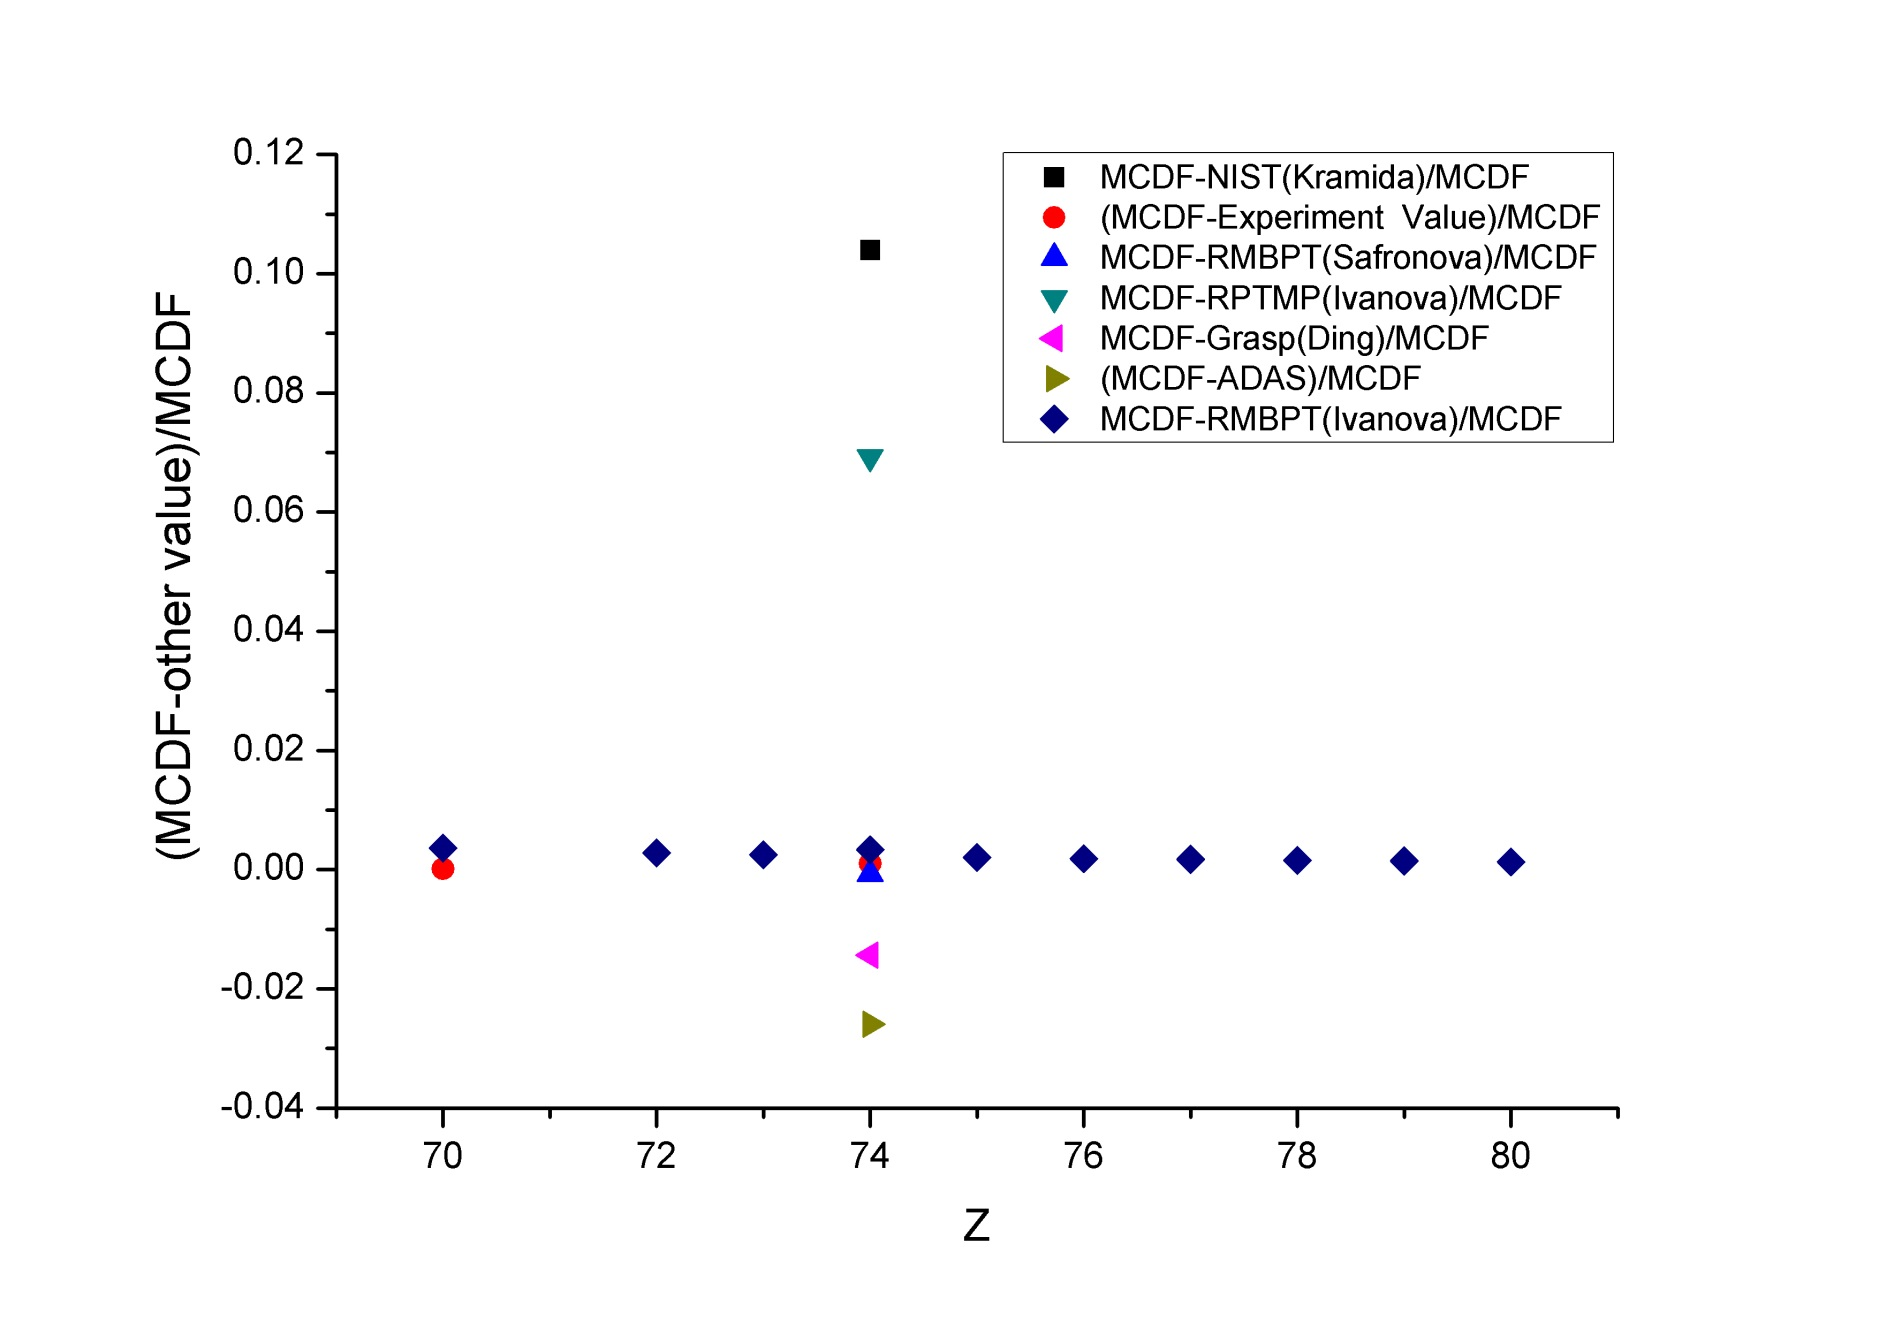 (MCDF-other value)/MCDF
0.12
0.10
0.08
0.06
0.04
0.02
0.00
-0.02
-0.04
MCDF-NIST(Kramida)/MCDF
(MCDF-Experiment Value)/MCDF
MCDF-RMBPT(Safronova)/MCDF
MCDF-RPTMP(Ivanova)/MCDF
MCDF-Grasp(Ding)/MCDF
(MCDF-ADAS)/MCDF
MCDF-RMBPT(Ivanova)/MCDF
70 72 74 76 78 80
Z